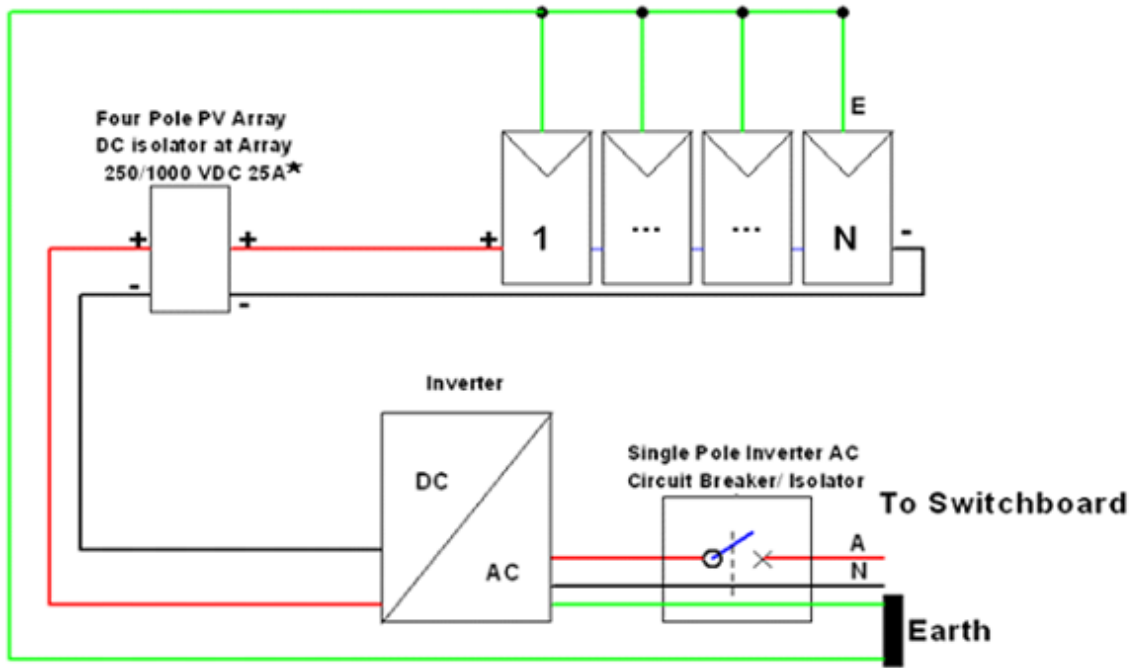 Four Pole PV Array
DC isolator at Array
250/1000 VDC 25A★
E
+
+
+
1
...
...
N
-
-
-
Inverter
DC
AC
Single Pole Inverter AC
Circuit Breaker/ Isolator
To Switchboard
A
N
Earth